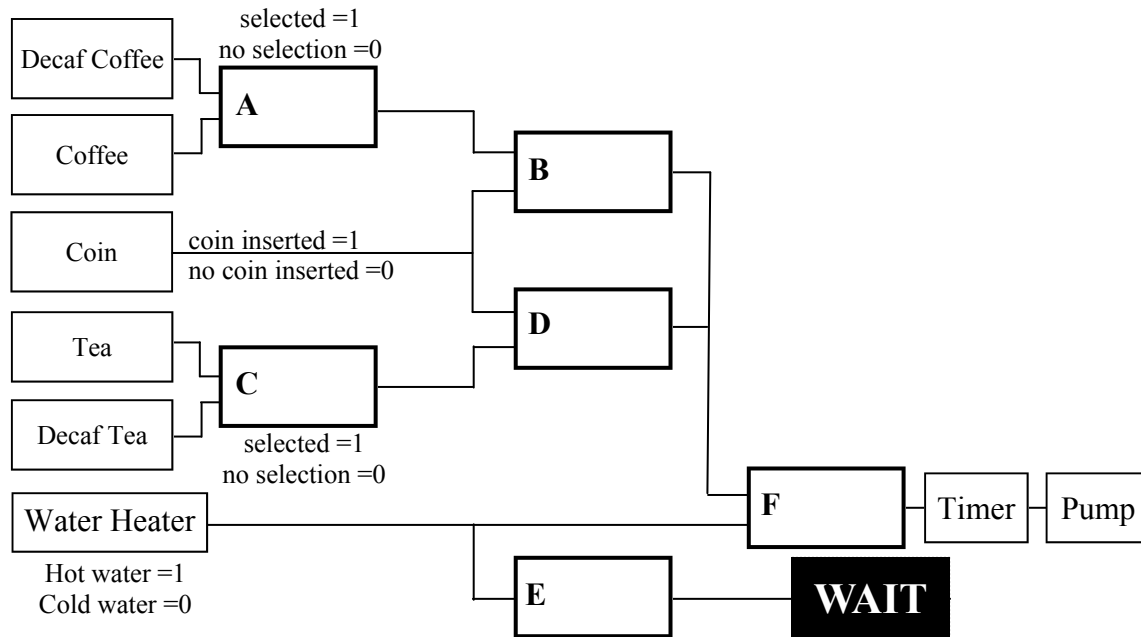 selected =1
no selection =0
Decaf Coffee
A
Coffee
B
Coin
coin inserted =1
no coin inserted =0
D
Tea
C
Decaf Tea
selected =1
no selection =0
Water Heater
F
Timer
Pump
Hot water =1
Cold water =0
E
WAIT